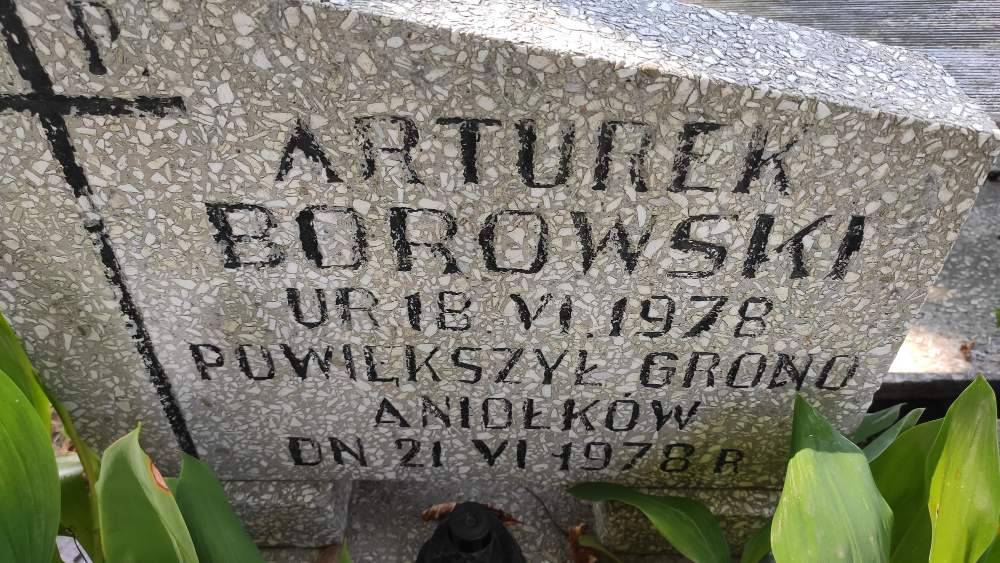 P
ARTUREK
BOROWSKI
UR 18 VI. 1978
POWIĘKSZYŁ GRONO
ANIOŁKÓW
DN 21 VI 1978 R